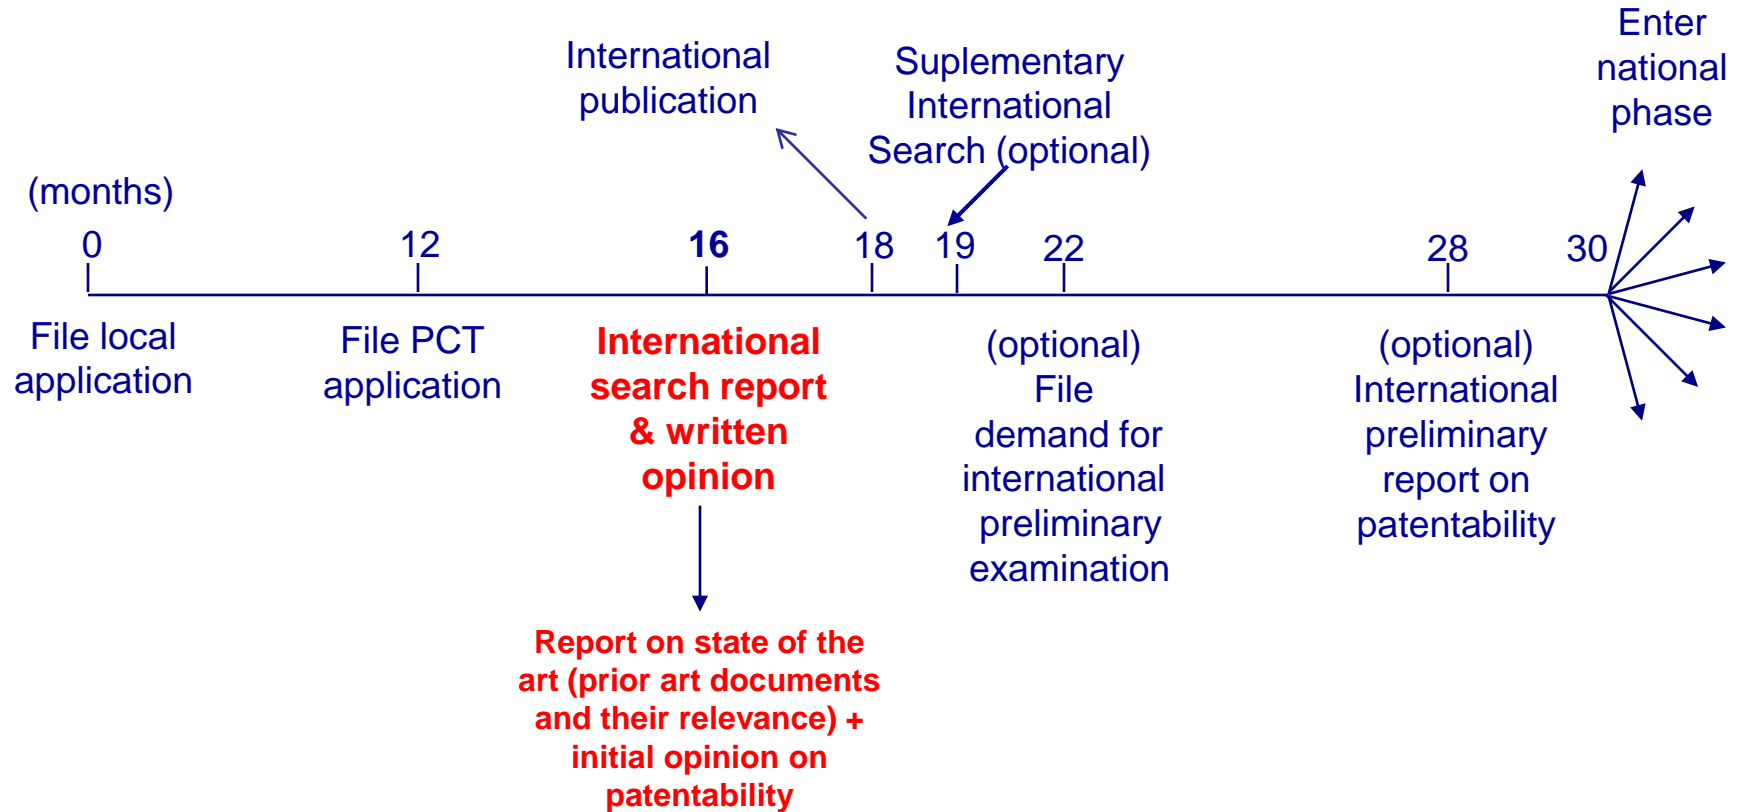 Enter
national
phase
International
publication
Suplementary
International
Search (optional)
(months)
0
12
16
18
19
22
28
30
File local
application
File PCT
application
International
search report
& written
opinion
(optional)
File
demand for
international
preliminary
examination
(optional)
International
preliminary
report on
patentability
Report on state of the
art (prior art documents
and their relevance) +
initial opinion on
patentability